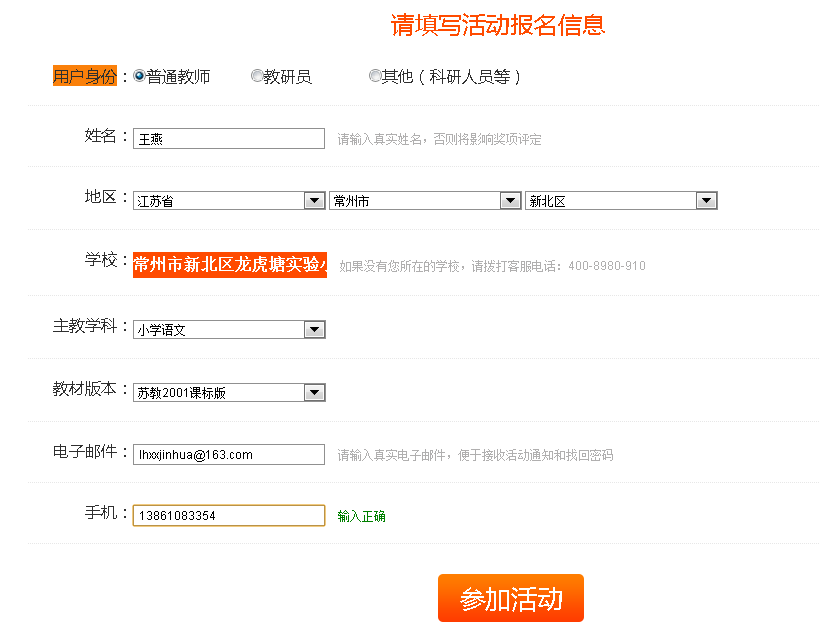 请填写活动报名信息
用户身份：普通教师 教研员 其他（科研人员等）
姓名：王燕 请输入真实姓名，否则将影响奖项评定
地区：江苏省 常州市 新北区
学校：常州市新北区龙虎塘实验小 如果没有您所在的学校，请拨打客服电话：400-8980-910
主教学科：小学语文
教材版本：苏教2001课标版
电子邮件：lhxxjinhua@163.com 请输入真实电子邮件，便于接收活动通知和找回密码
手机：13861083354 输入正确
参加活动